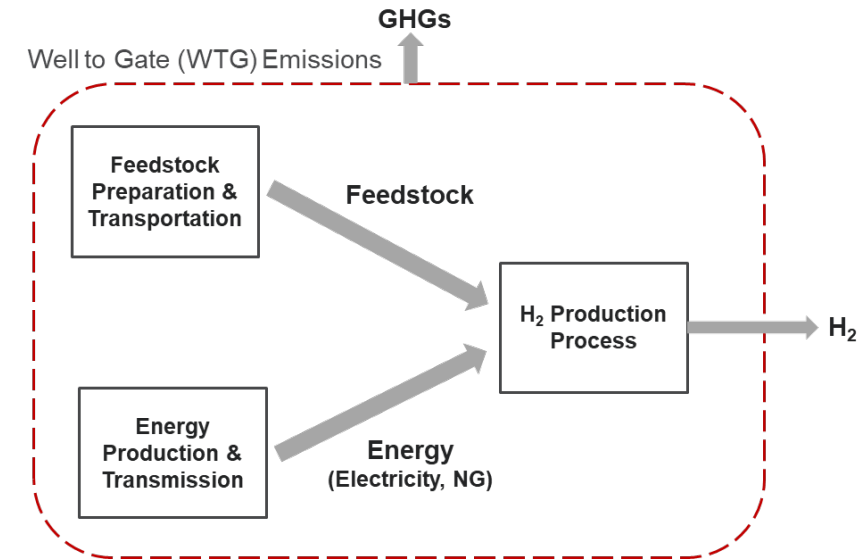 GHGs
Well to Gate (WTG) Emissions
Feedstock
Preparation &
Transportation
Feedstock
H₂ Production
Process
H₂
Energy
Production &
Transmission
Energy
(Electricity, NG)